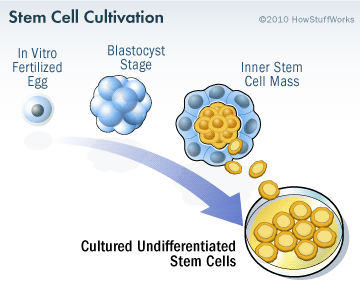 Stem Cell Cultivation
©2010 HowStuffWorks
In Vitro
Fertilized
Egg
Blastocyst
Stage
Inner Stem
Cell Mass
Cultured Undifferentiated
Stem Cells